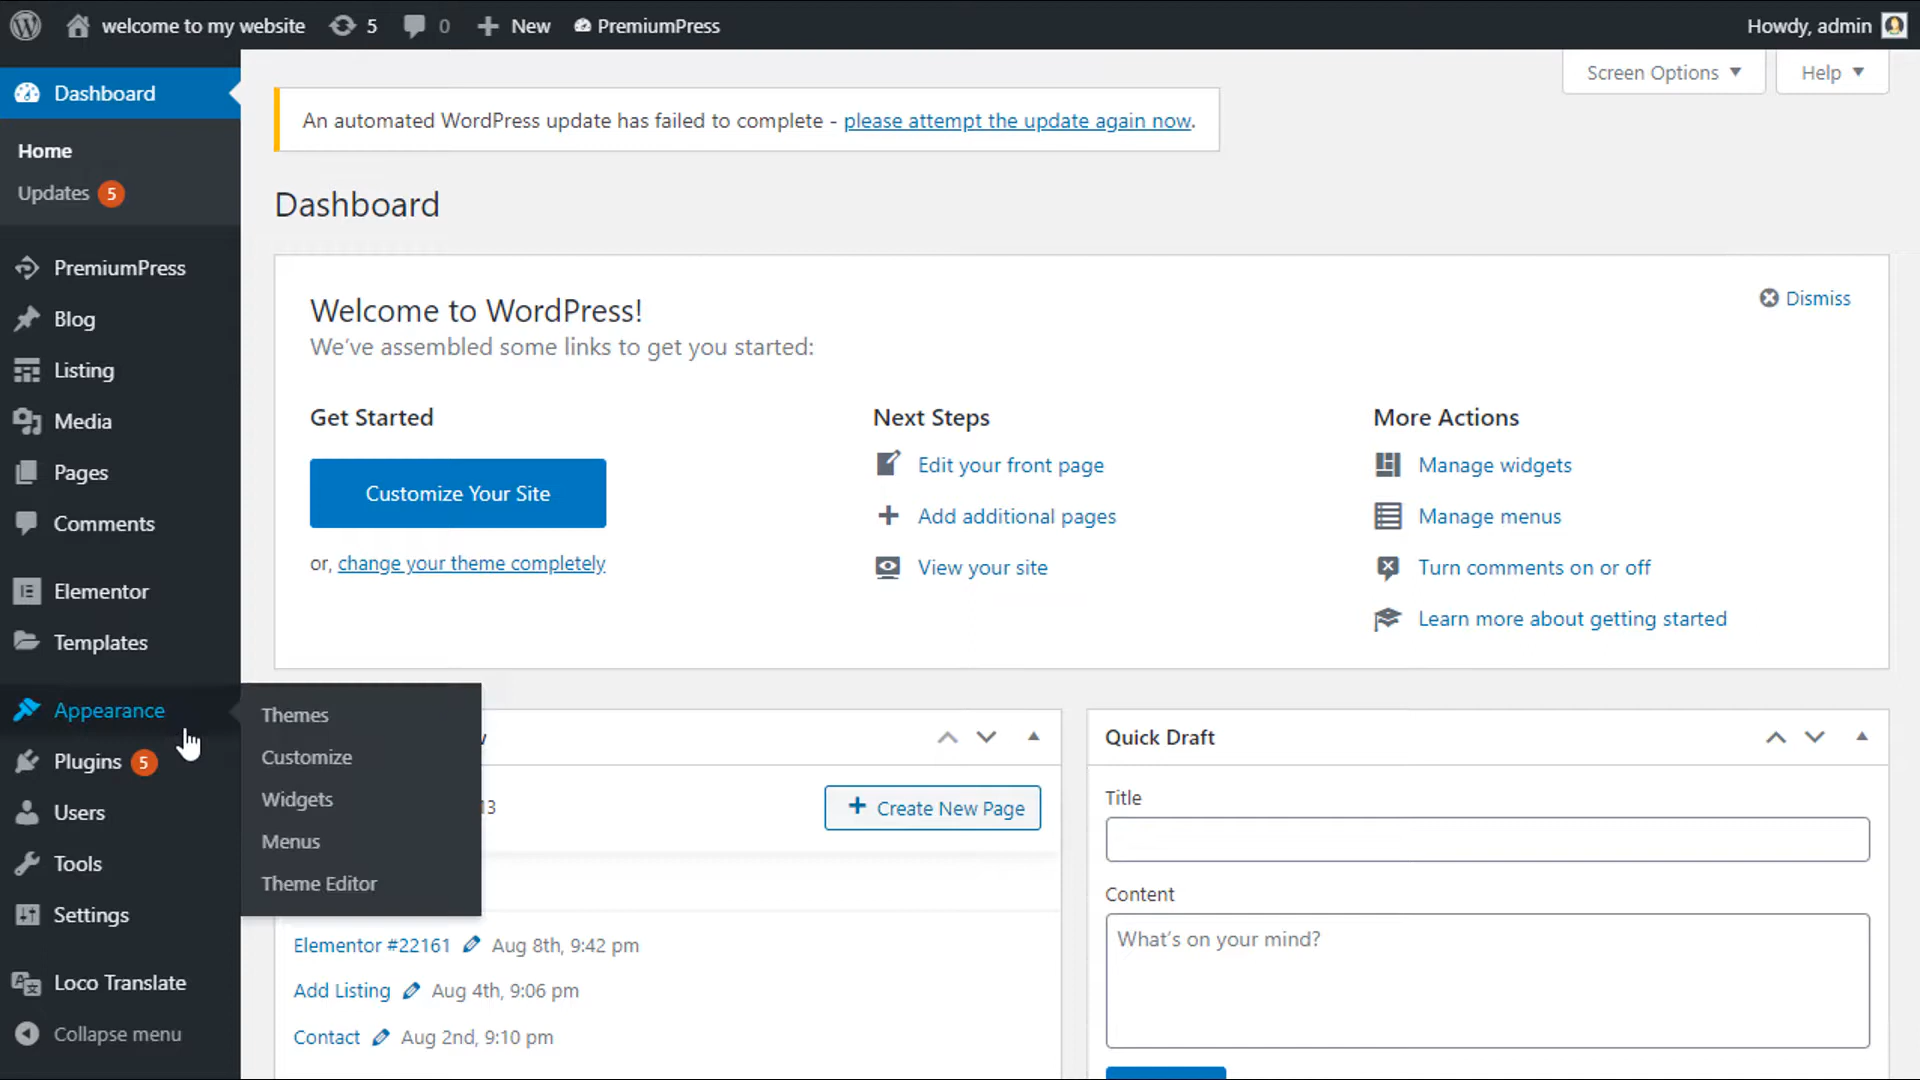 welcome to my website
5
0
New
PremiumPress
Howdy, admin
Screen Options
Help
Dashboard
Home
Updates 5
PremiumPress
Blog
Listing
Media
Pages
Comments
Elementor
Templates
Appearance
Plugins 5
Users
Tools
Settings
Loco Translate
Collapse menu
Themes
Customize
Widgets
Menus
Theme Editor
An automated WordPress update has failed to complete - please attempt the update again now.
Dashboard
Welcome to WordPress!
We've assembled some links to get you started:
Dismiss
Get Started
Customize Your Site
or, change your theme completely
Next Steps
Edit your front page
Add additional pages
View your site
More Actions
Manage widgets
Manage menus
Turn comments on or off
Learn more about getting started
13
Create New Page
Elementor #22161 Aug 8th, 9:42 pm
Add Listing Aug 4th, 9:06 pm
Contact Aug 2nd, 9:10 pm
Quick Draft
Title
Content
What's on your mind?